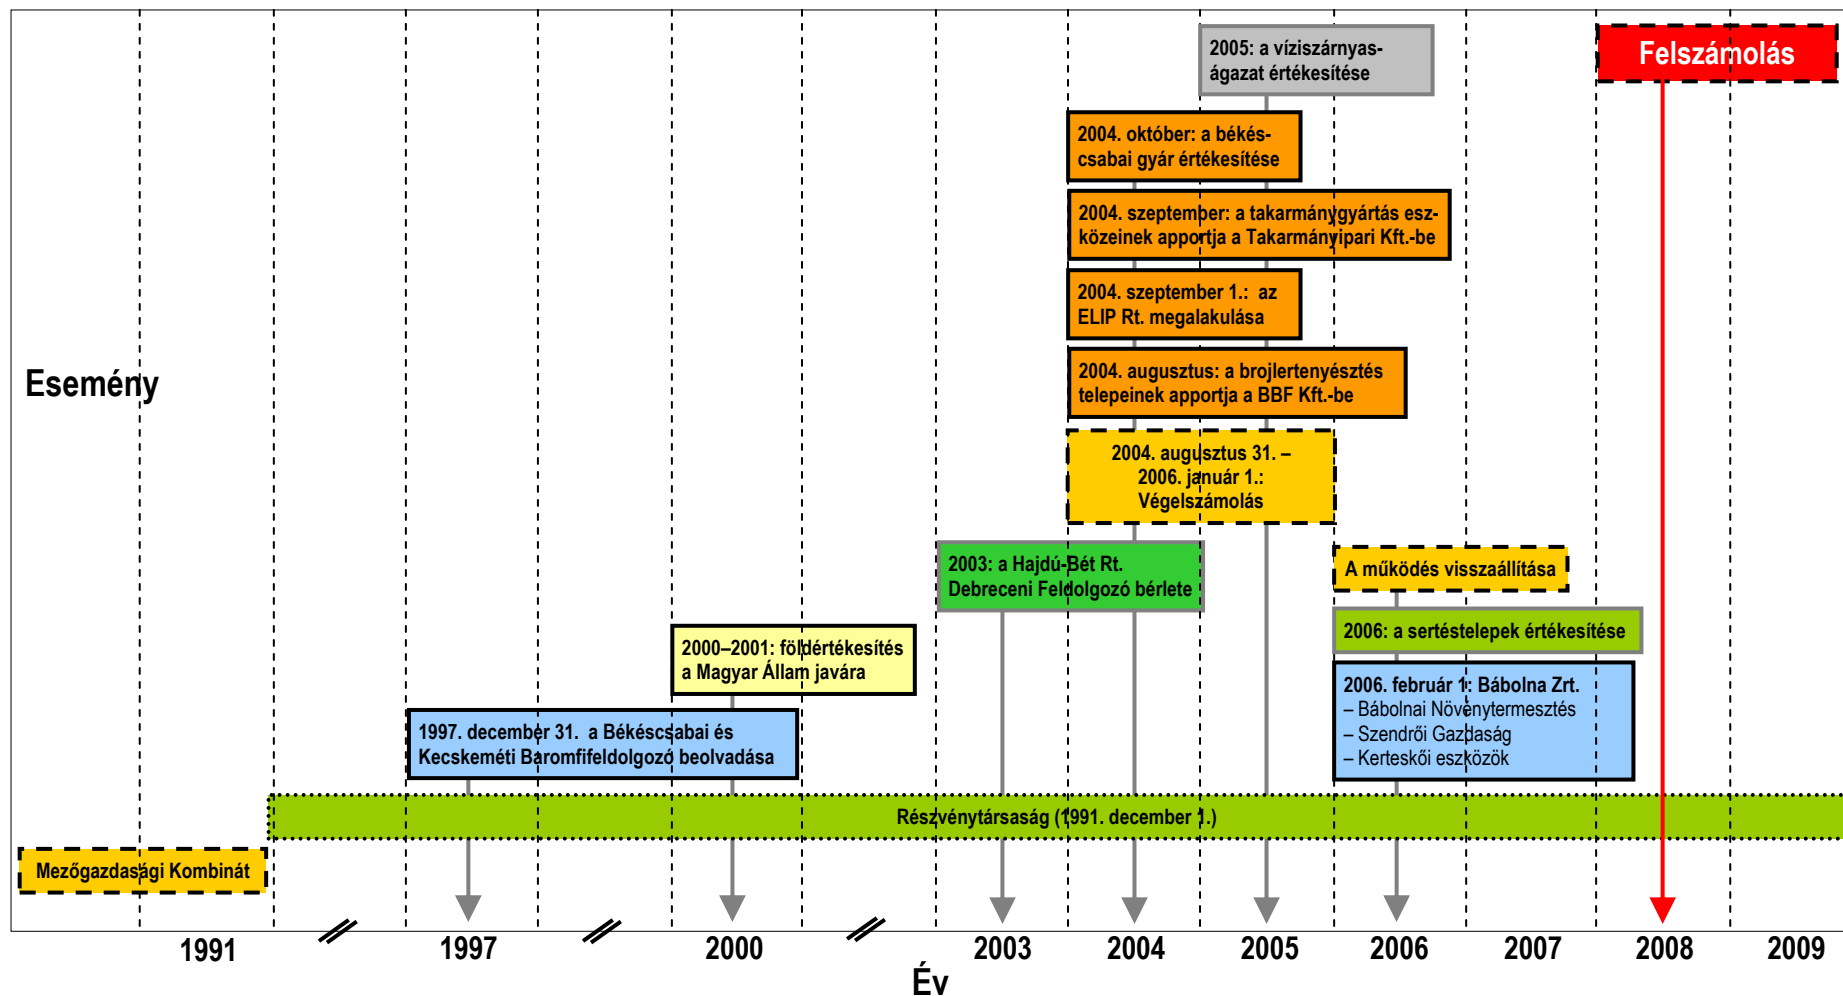 2005: a víziszárnyas-
ágazat értékesítése
Felszámolás
2004. október: a békés-
csabai gyár értékesítése
2004. szeptember: a takarmánygyártás esz-
közeinek apportja a Takarmányipari Kft.-be
2004. szeptember 1.: az
ELIP Rt. megalakulása
2004. augusztus: a brojlertenyésztés
telepeinek apportja a BBF Kft.-be
Esemény
2004. augusztus 31. –
2006. január 1.:
Végelszámolás
2003: a Hajdú-Bét Rt.
Debreceni Feldolgozó bérlete
A működés visszaállítása
2006: a sertéstelepek értékesítése
2000–2001: földértékesítés
a Magyar Állam javára
2006. február 1: Bábolna Zrt.
– Bábolnai Növénytermesztés
– Szendrői Gazdaság
– Kerteskői eszközök
1997. december 31. a Békéscsabai és
Kecskeméti Baromfifeldolgozó beolvadása
Részvénytársaság (1991. december 1.)
Mezőgazdasági Kombinát
1991 1997 2000 2003 2004 2005 2006 2007 2008 2009
Év